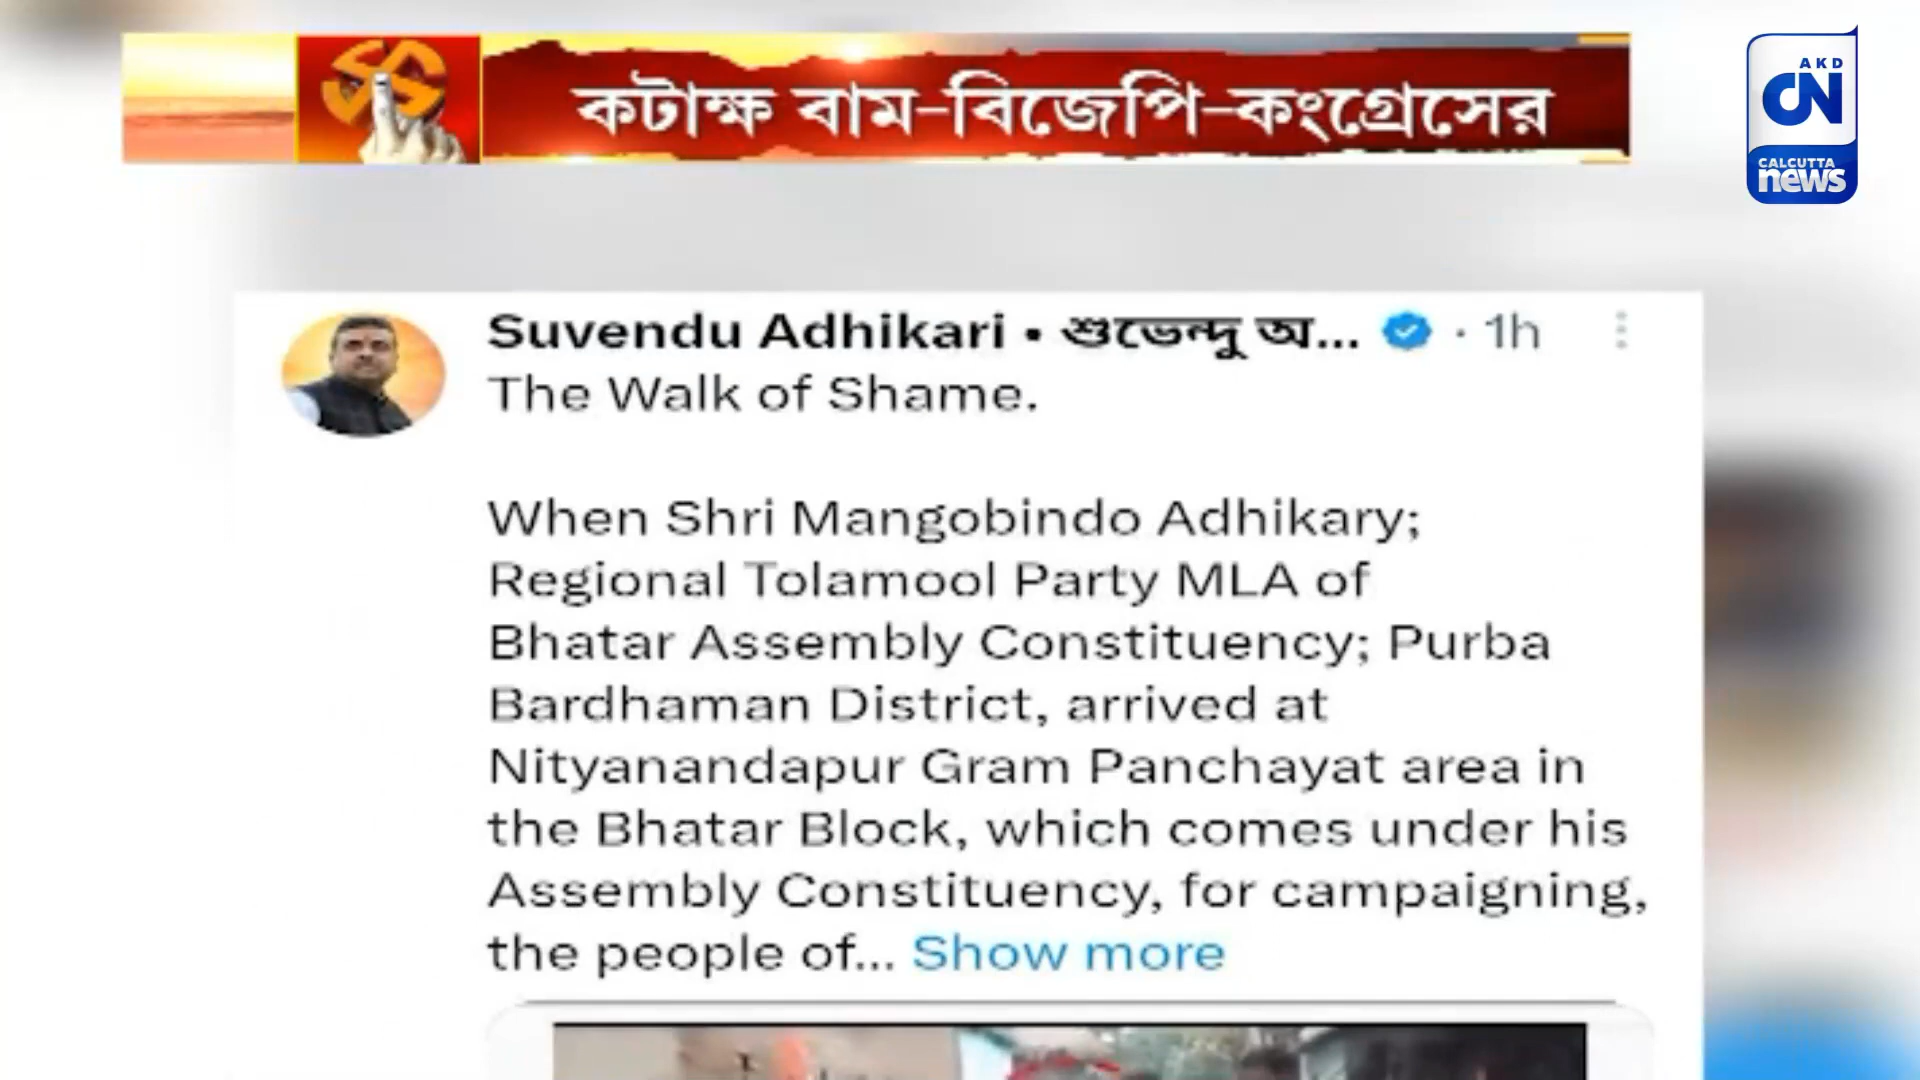 কটাক্ষ বাম-বিজেপি-কংগ্রেসের
AKD
CN
CALCUTTA
news
Suvendu Adhikari • শুভেন্দু অ... · 1h
The Walk of Shame.
When Shri Mangobindo Adhikary;
Regional Tolamool Party MLA of
Bhatar Assembly Constituency; Purba
Bardhaman District, arrived at
Nityanandapur Gram Panchayat area in
the Bhatar Block, which comes under his
Assembly Constituency, for campaigning,
the people of... Show more